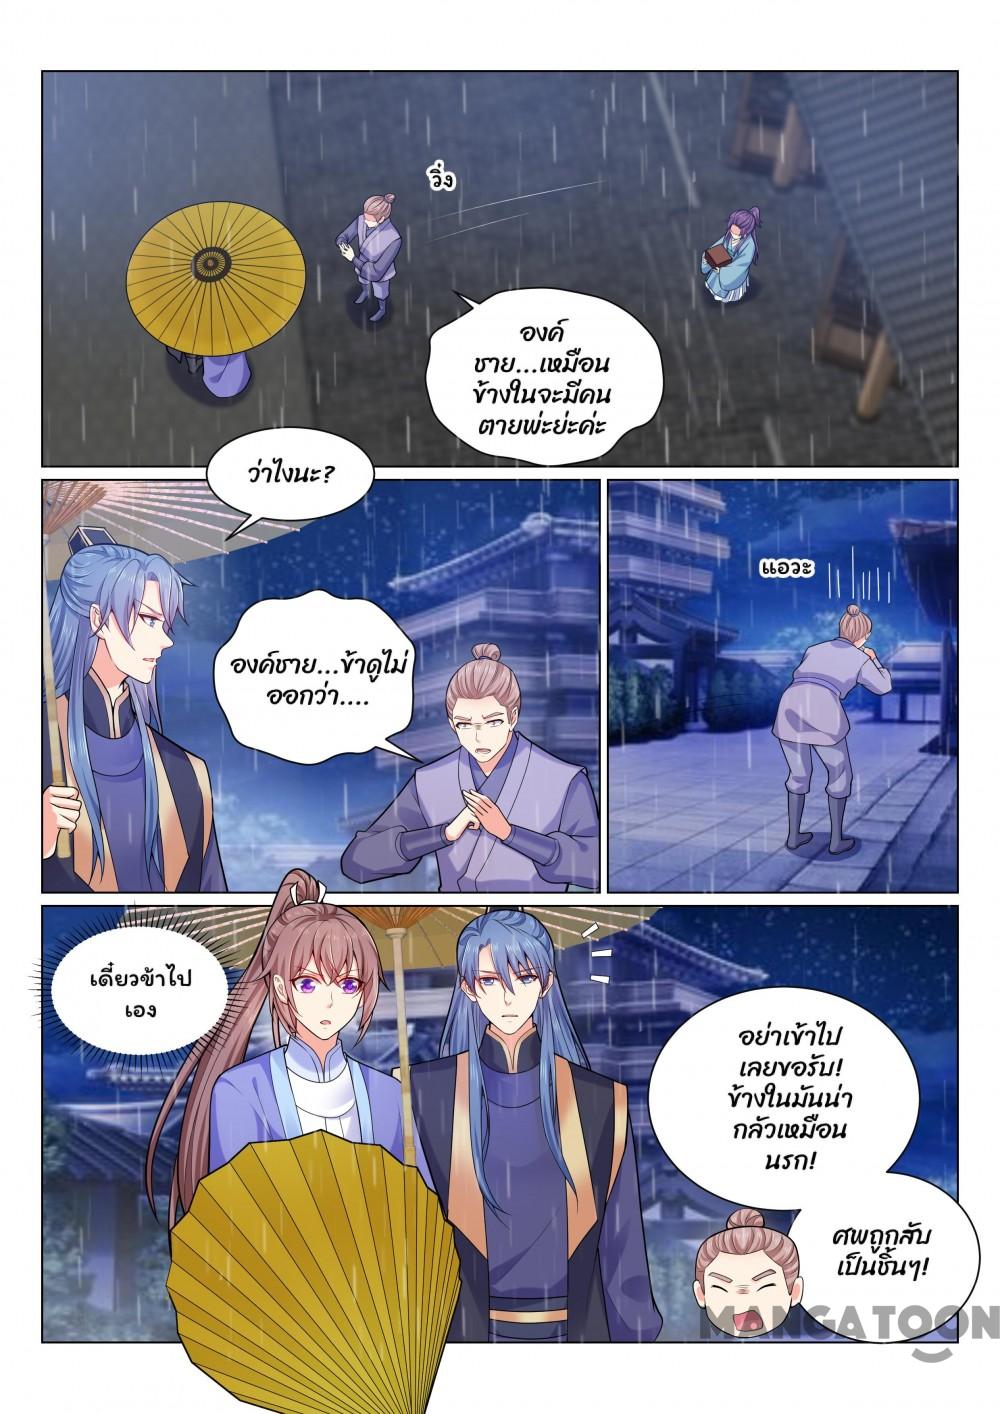 วิ่ง
องค์
ชาย...เหมือน
ข้างในจะมีคน
ตายพ่ะย่ะค่ะ
ว่าไงนะ?
องค์ชาย...ข้าดูไม่
ออกว่า....
แอวะ
เดี๋ยวข้าไป
เอง
อย่าเข้าไป
เลยขอรับ!
ข้างในมันน่า
กลัวเหมือน
นรก!
ศพถูกสับ
เป็นชิ้นๆ!
MANGATOON